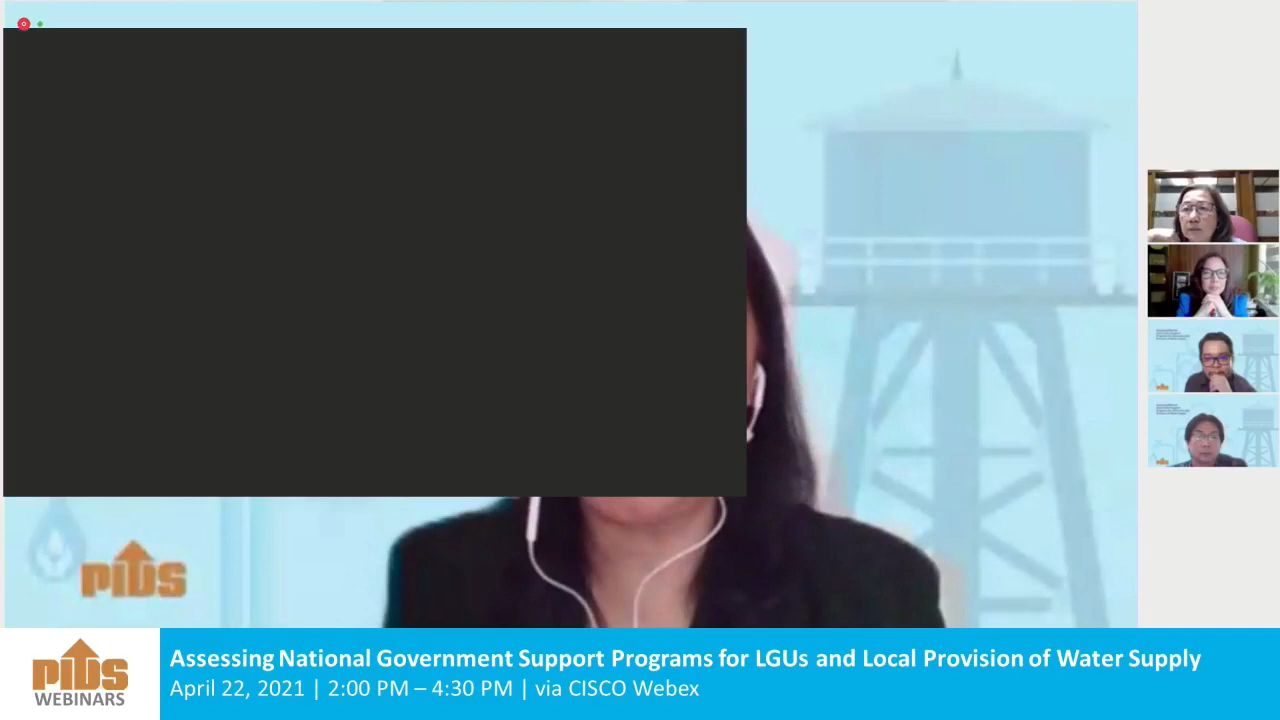 PIDS
PIDS
WEBINARS
Assessing National Government Support Programs for LGUs and Local Provision of Water Supply
April 22, 2021 | 2:00 PM – 4:30 PM | via CISCO Webex